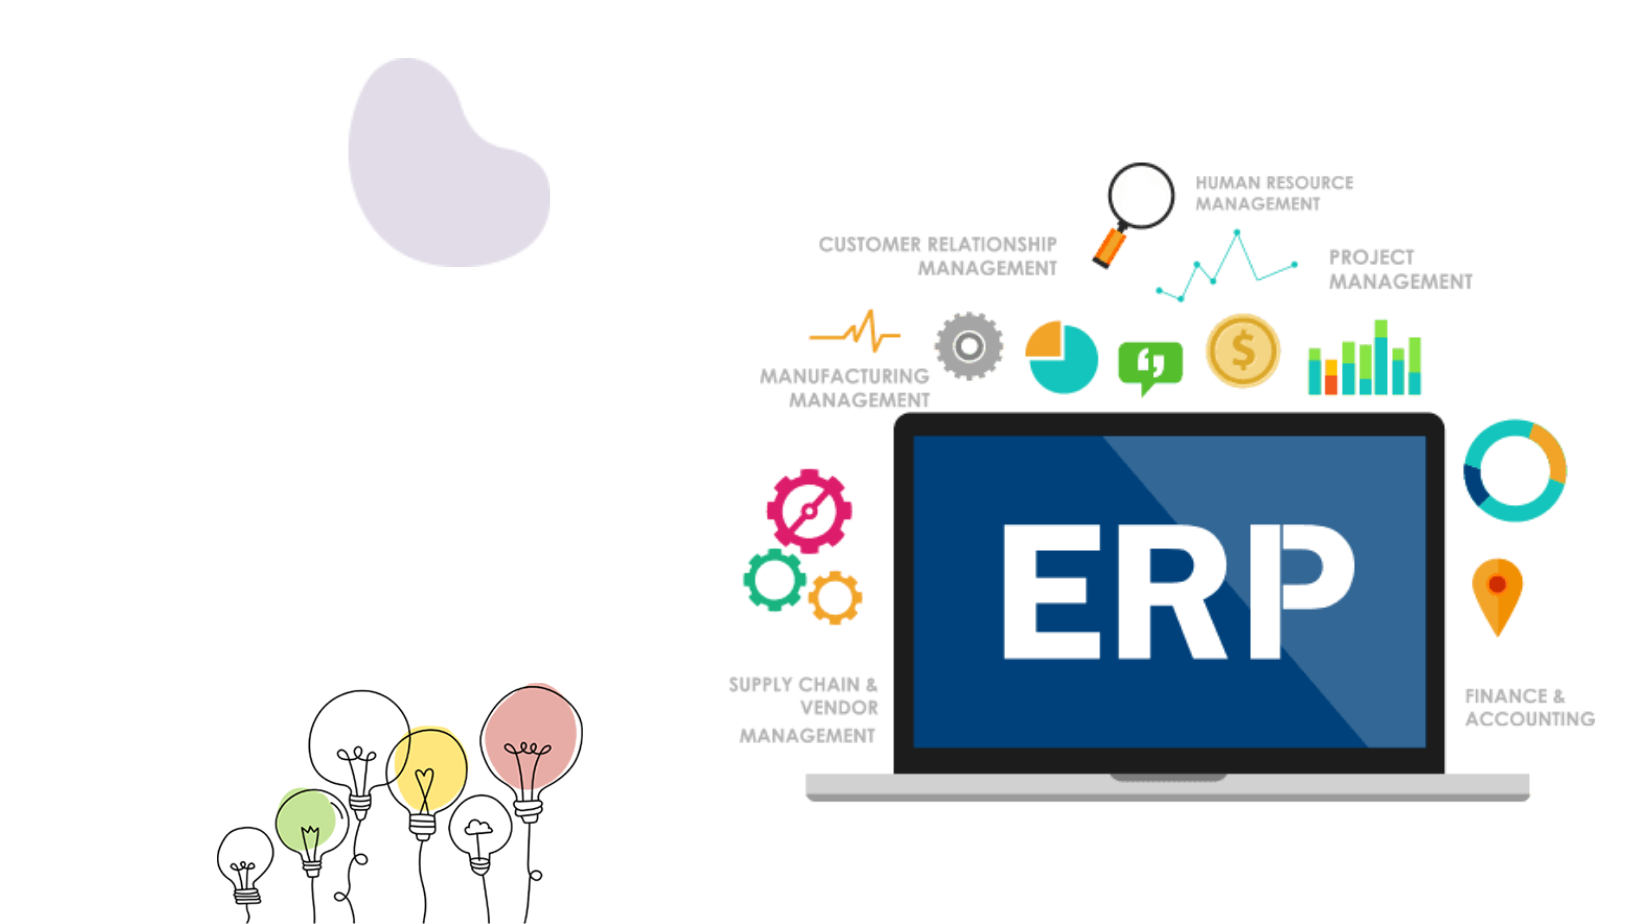 HUMAN RESOURCE
MANAGEMENT
CUSTOMER RELATIONSHIP
MANAGEMENT
PROJECT
MANAGEMENT
$
MANUFACTURING
MANAGEMENT
ERP
SUPPLY CHAIN &
VENDOR
MANAGEMENT
FINANCE &
ACCOUNTING